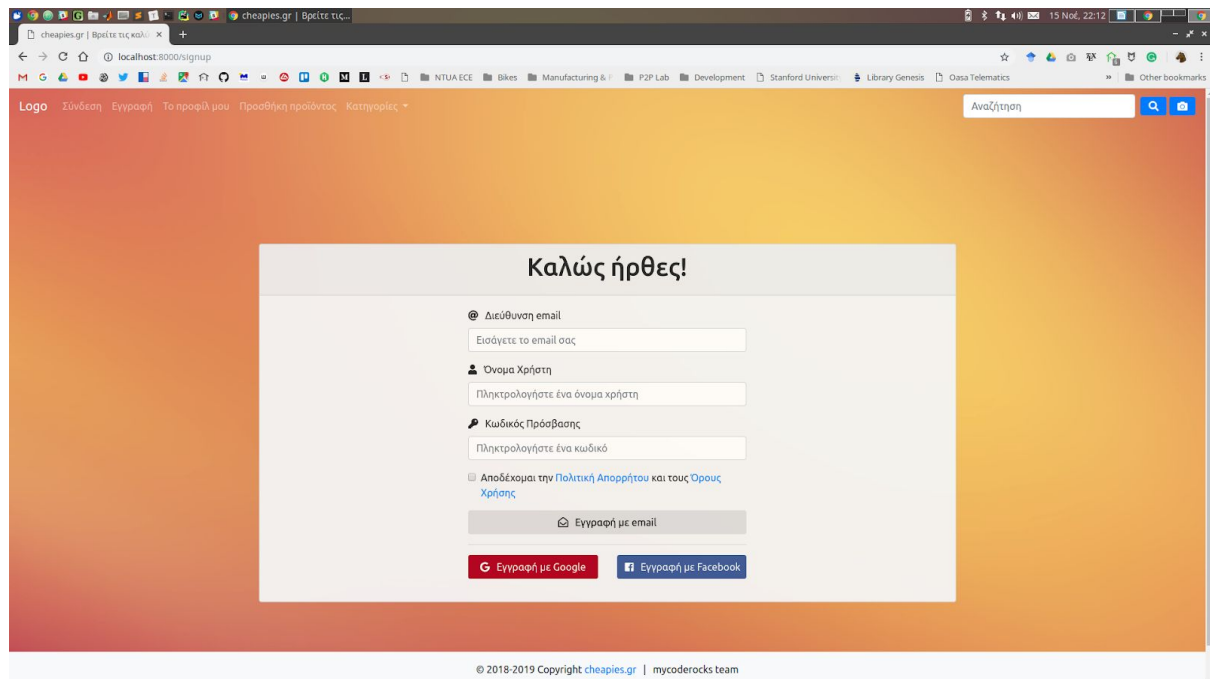 cheapies.gr | Βρείτε τις...
15 Νοέ, 22:12
cheapies.gr | Βρείτε τις καλύ
localhost:8000/signup
NTUA ECE Bikes Manufacturing & P2P Lab Development Stanford University Library Genesis Oasa Telematics » Other bookmarks
Logo Σύνδεση Εγγραφή Το προφίλ μου Προσθήκη προϊόντος Κατηγορίες
Αναζήτηση
Καλώς ήρθες!
Διεύθυνση email
Εισάγετε το email σας
Όνομα Χρήστη
Πληκτρολογήστε ένα όνομα χρήστη
Κωδικός Πρόσβασης
Πληκτρολογήστε ένα κωδικό
Αποδέχομαι την Πολιτική Απορρήτου και τους Όρους
Χρήσης
Εγγραφή με email
G Εγγραφή με Google
Εγγραφή με Facebook
© 2018-2019 Copyright cheapies.gr | mycoderocks team